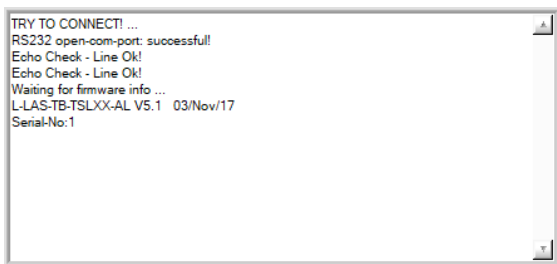 TRY TO CONNECT! ...
RS232 open-com-port: successful!
Echo Check - Line Ok!
Echo Check - Line Ok!
Waiting for firmware info ...
L-LAS-TB-TSLXX-AL V5.1   03/Nov/17
Serial-No:1